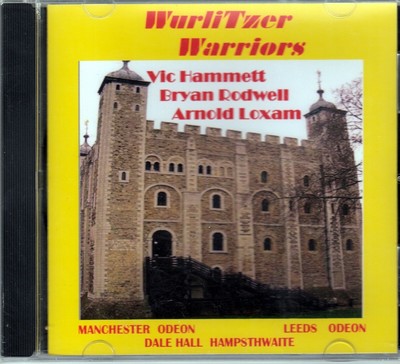 WurliTzer
Warriors
Vic Hammett
Bryan Rodwell
Arnold Loxam
MANCHESTER ODEON LEEDS ODEON
DALE HALL HAMPSTHWAITE